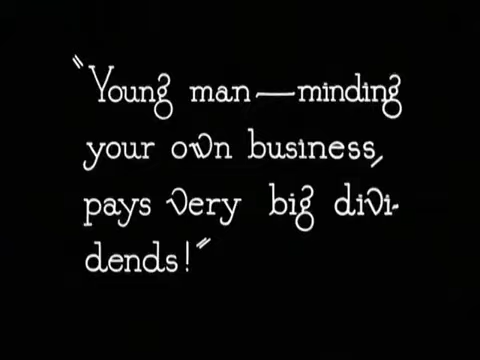 "Young man—minding
your own business,
pays very big divi-
dends!"